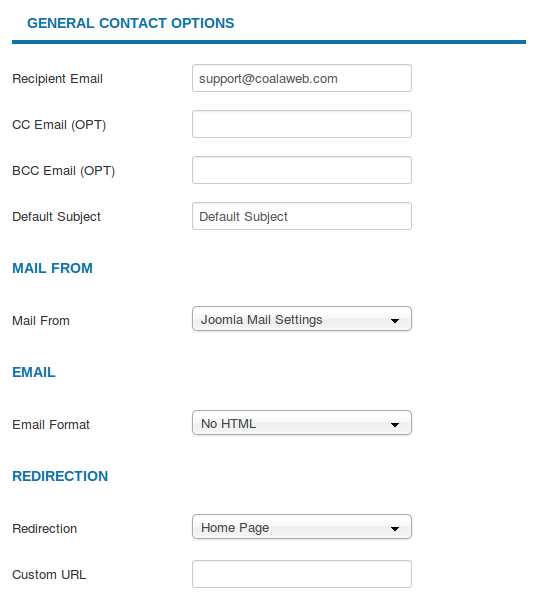 GENERAL CONTACT OPTIONS
Recipient Email support@coalaweb.com
CC Email (OPT)
BCC Email (OPT)
Default Subject Default Subject
MAIL FROM
Mail From Joomla Mail Settings
EMAIL
Email Format No HTML
REDIRECTION
Redirection Home Page
Custom URL